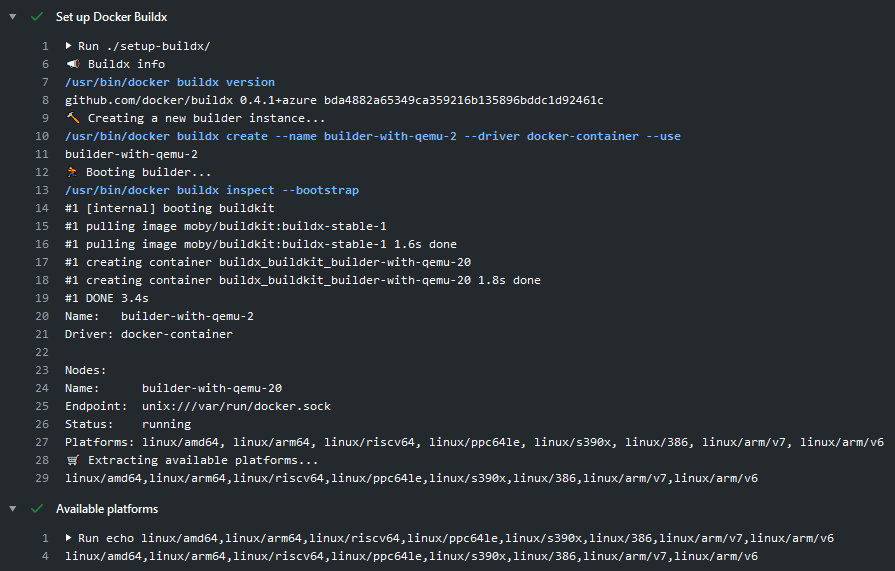 Set up Docker Buildx
1 Run ./setup-buildx/
6 📣 Buildx info
7 /usr/bin/docker buildx version
8 github.com/docker/buildx 0.4.1+azure bda4882a65349ca359216b135896bddc1d92461c
9 🔨 Creating a new builder instance...
10 /usr/bin/docker buildx create --name builder-with-qemu-2 --driver docker-container --use
11 builder-with-qemu-2
12 🏃 Booting builder...
13 /usr/bin/docker buildx inspect --bootstrap
14 #1 [internal] booting buildkit
15 #1 pulling image moby/buildkit:buildx-stable-1
16 #1 pulling image moby/buildkit:buildx-stable-1 1.6s done
17 #1 creating container buildx_buildkit_builder-with-qemu-20
18 #1 creating container buildx_buildkit_builder-with-qemu-20 1.8s done
19 #1 DONE 3.4s
20 Name:   builder-with-qemu-2
21 Driver: docker-container
22
23 Nodes:
24 Name:      builder-with-qemu-20
25 Endpoint:  unix:///var/run/docker.sock
26 Status:    running
27 Platforms: linux/amd64, linux/arm64, linux/riscv64, linux/ppc64le, linux/s390x, linux/386, linux/arm/v7, linux/arm/v6
28 🛒 Extracting available platforms...
29 linux/amd64,linux/arm64,linux/riscv64,linux/ppc64le,linux/s390x,linux/386,linux/arm/v7,linux/arm/v6
Available platforms
1 Run echo linux/amd64,linux/arm64,linux/riscv64,linux/ppc64le,linux/s390x,linux/386,linux/arm/v7,linux/arm/v6
4 linux/amd64,linux/arm64,linux/riscv64,linux/ppc64le,linux/s390x,linux/386,linux/arm/v7,linux/arm/v6